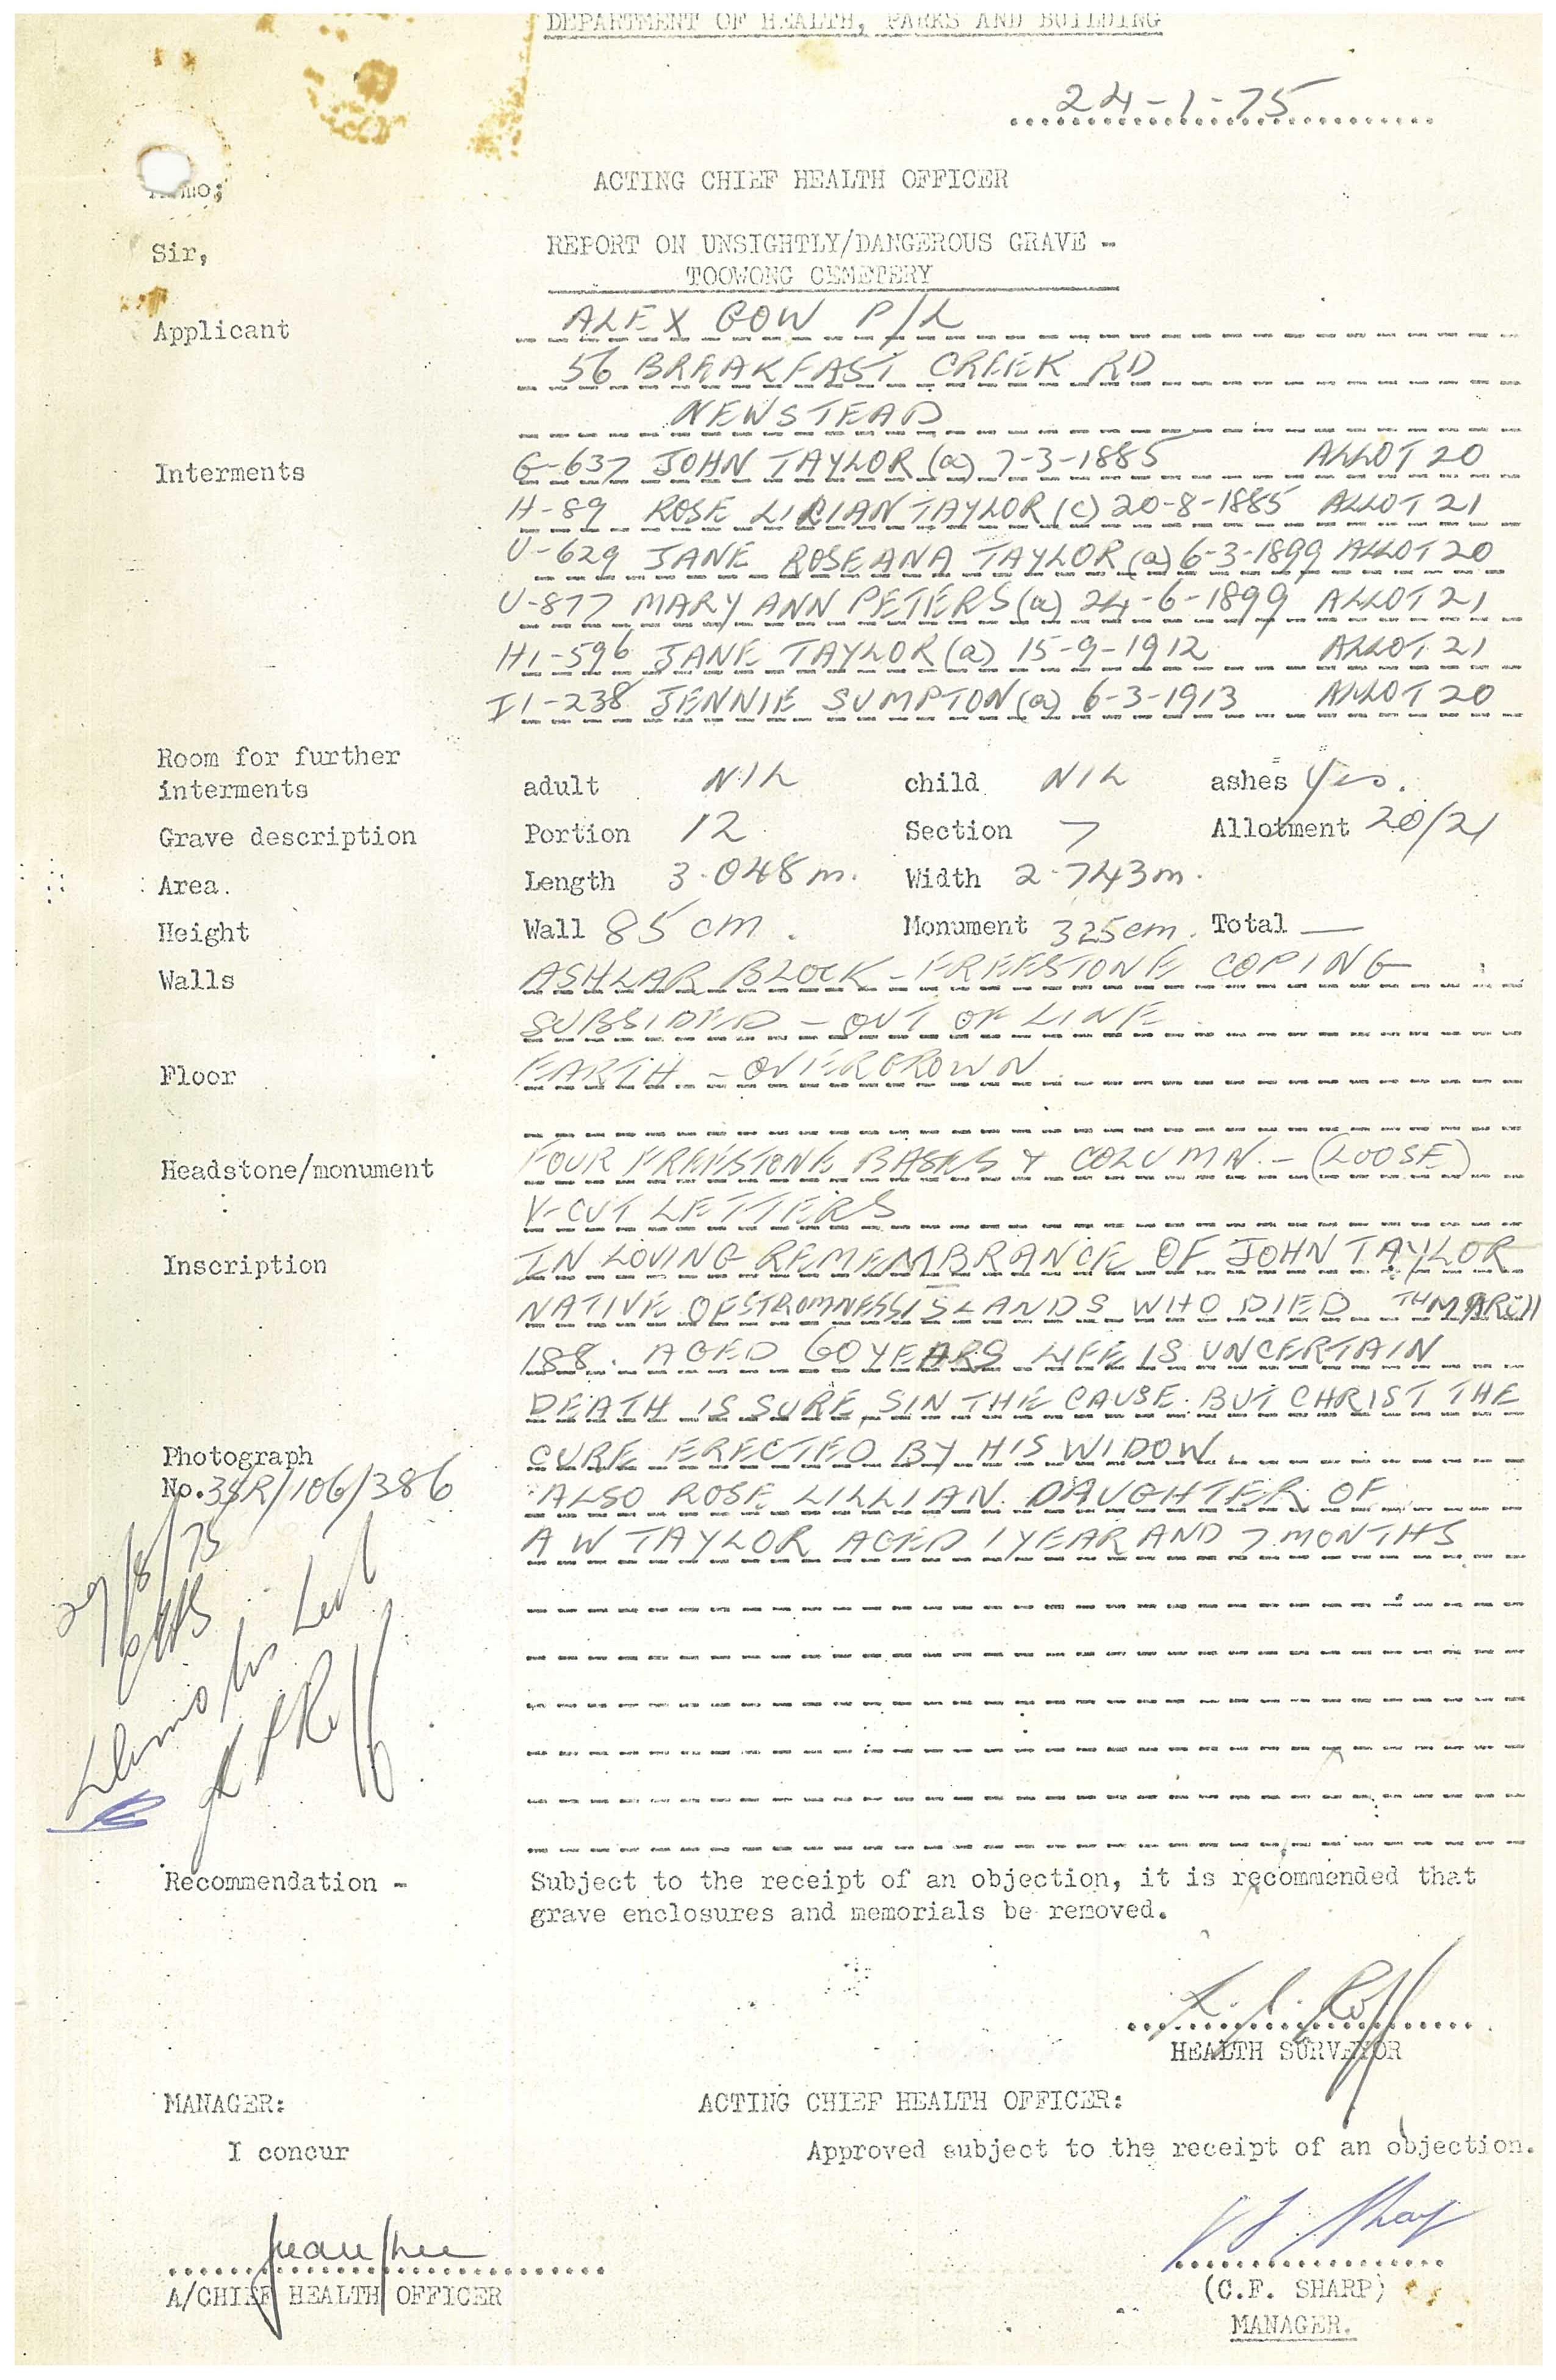 DEPARTMENT OF HEALTH, PARKS AND BUILDING
24-1-75
ACTING CHIEF HEALTH OFFICER
Sir,
REPORT ON UNSIGHTLY/DANGEROUS GRAVE -
TOOWONG CEMETERY
Applicant ALEX GOW P/L
56 BREAKFAST CREEK RD
NEWSTEAD
Interments G-637 JOHN TAYLOR (a) 7-3-1885 ALLOT 20
H-89 ROSE LILIAN TAYLOR (c) 20-8-1885 ALLOT 21
U-629 JANE ROSEANA TAYLOR (a) 6-3-1899 ALLOT 20
U-877 MARY ANN PETERS (a) 24-6-1899 ALLOT 21
H1-596 JANE TAYLOR (a) 15-9-1912 ALLOT 21
I1-238 JENNIE SUMPTON (a) 6-3-1913 ALLOT 20
Room for further
interments adult NIL child NIL ashes Yes.
Grave description Portion 12 Section 7 Allotment 20/21
Area. Length 3.048m. Width 2.743m.
Height Wall 85 cm. Monument 325cm. Total —
Walls ASHLAR BLOCK - FREESTONE COPING
SUBSIDED - OUT OF LINE
Floor EARTH - OVERGROWN
Headstone/monument FOUR FREESTONE BASES & COLUMN. - (LOOSE)
V-CUT LETTERS
Inscription IN LOVING REMEMBRANCE OF JOHN TAYLOR
NATIVE OF STROMNESS ISLANDS WHO DIED
188 . AGED 60 YEARS LIFE IS UNCERTAIN
DEATH IS SURE, SIN THE CAUSE. BUT CHRIST THE
Photograph CURE ERECTED BY HIS WIDOW.
No. 38R/106/386 ALSO ROSE LILLIAN DAUGHTER OF
A W TAYLOR AGED 1 YEAR AND 7 MONTHS
29/8/75
Recommendation - Subject to the receipt of an objection, it is recommended that
grave enclosures and memorials be removed.
HEALTH SURVEYOR
MANAGER: ACTING CHIEF HEALTH OFFICER:
I concur Approved subject to the receipt of an objection.
A/CHIEF HEALTH OFFICER (C.F. SHARP)
MANAGER.